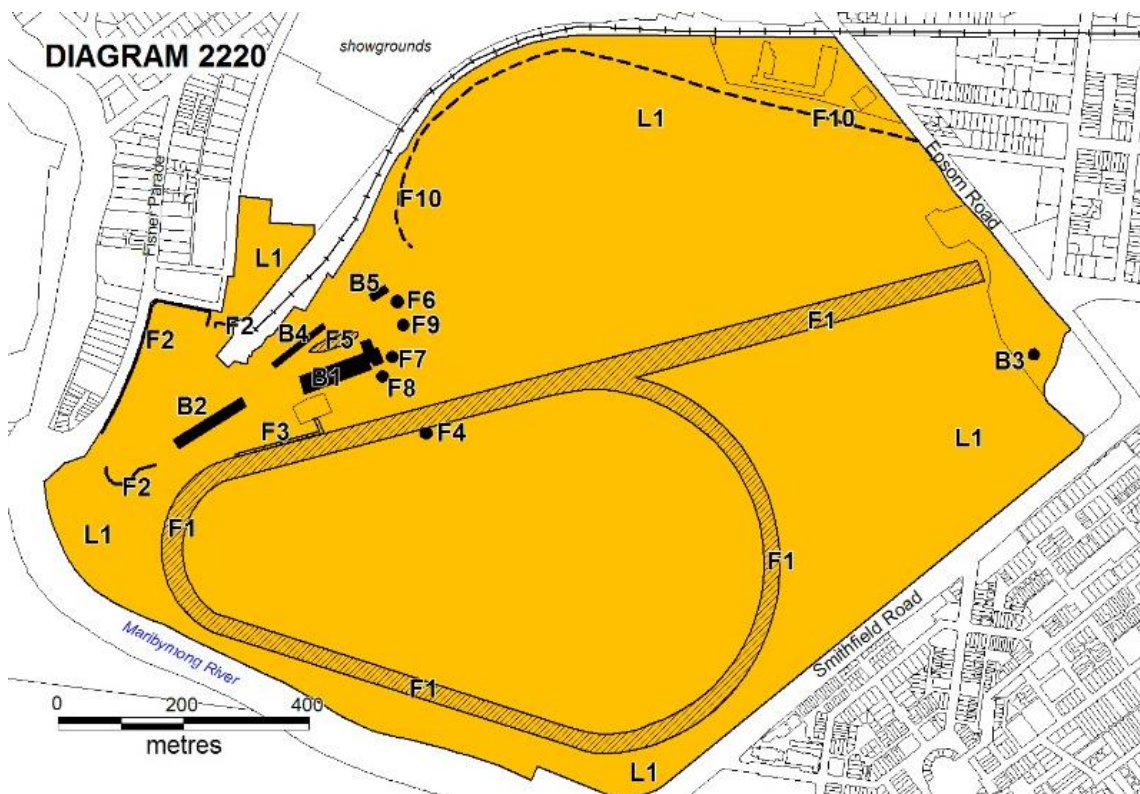 DIAGRAM 2220
showgrounds
L1
F10
Epsom Road
F10
Fisher Parade
L1
B5
F6
F2
F2
B4
F5
F9
F1
F7
B3
B1
F8
B2
F3
F4
L1
F2
L1
F1
F1
Smithfield Road
Maribyrnong River
F1
0 200 400
metres
L1